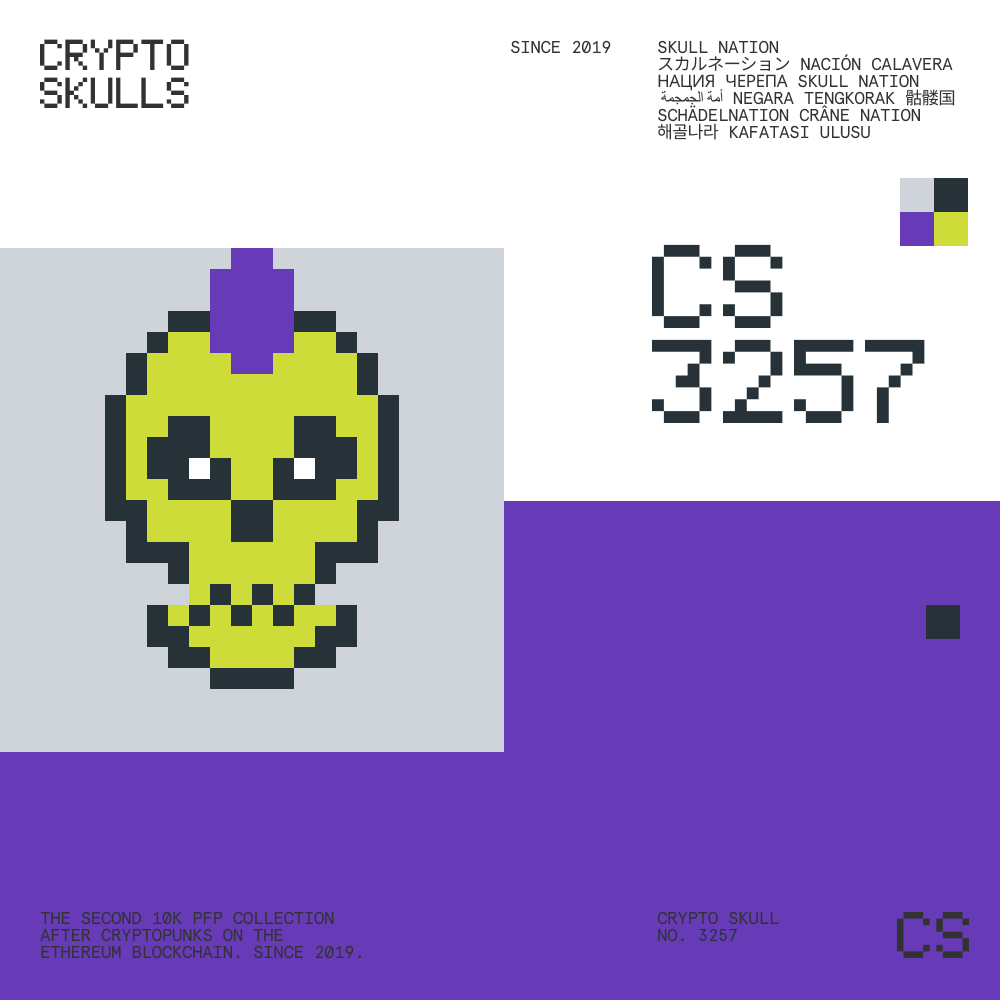 CRYPTO
SKULLS
SINCE 2019
SKULL NATION
スカルネーション NACIÓN CALAVERA
НАЦИЯ ЧЕРЕПА SKULL NATION
أمة الجمجمة NEGARA TENGKORAK 骷髅国
SCHÄDELNATION CRÂNE NATION
해골나라 KAFATASI ULUSU
CS
3257
THE SECOND 10K PFP COLLECTION
AFTER CRYPTOPUNKS ON THE
ETHEREUM BLOCKCHAIN. SINCE 2019.
CRYPTO SKULL
NO. 3257
CS